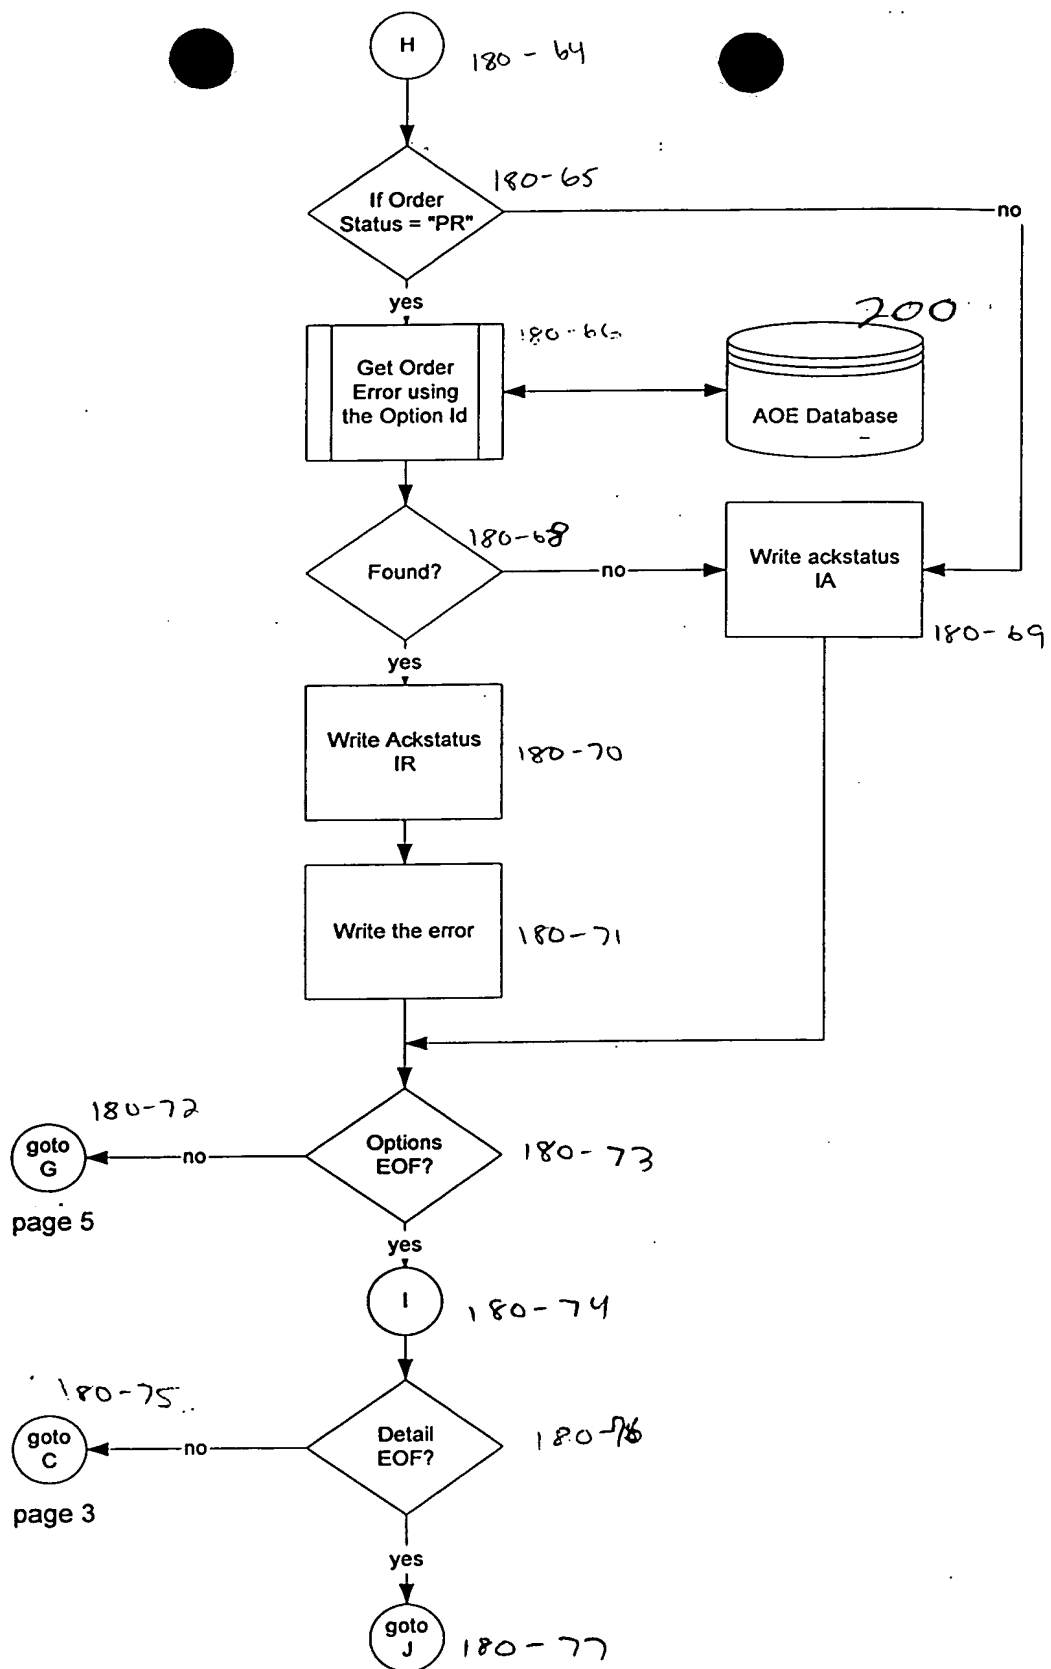 H
180-64
If Order
Status = "PR"
180-65
no
yes
Get Order
Error using
the Option Id
180-66
200
AOE Database
Found?
180-68
no
Write ackstatus
IA
180-69
yes
Write Ackstatus
IR
180-70
Write the error
180-71
180-72
goto
G
no
Options
EOF?
180-73
page 5
yes
I
180-74
180-75
goto
C
no
Detail
EOF?
180-76
page 3
yes
goto
J
180-77